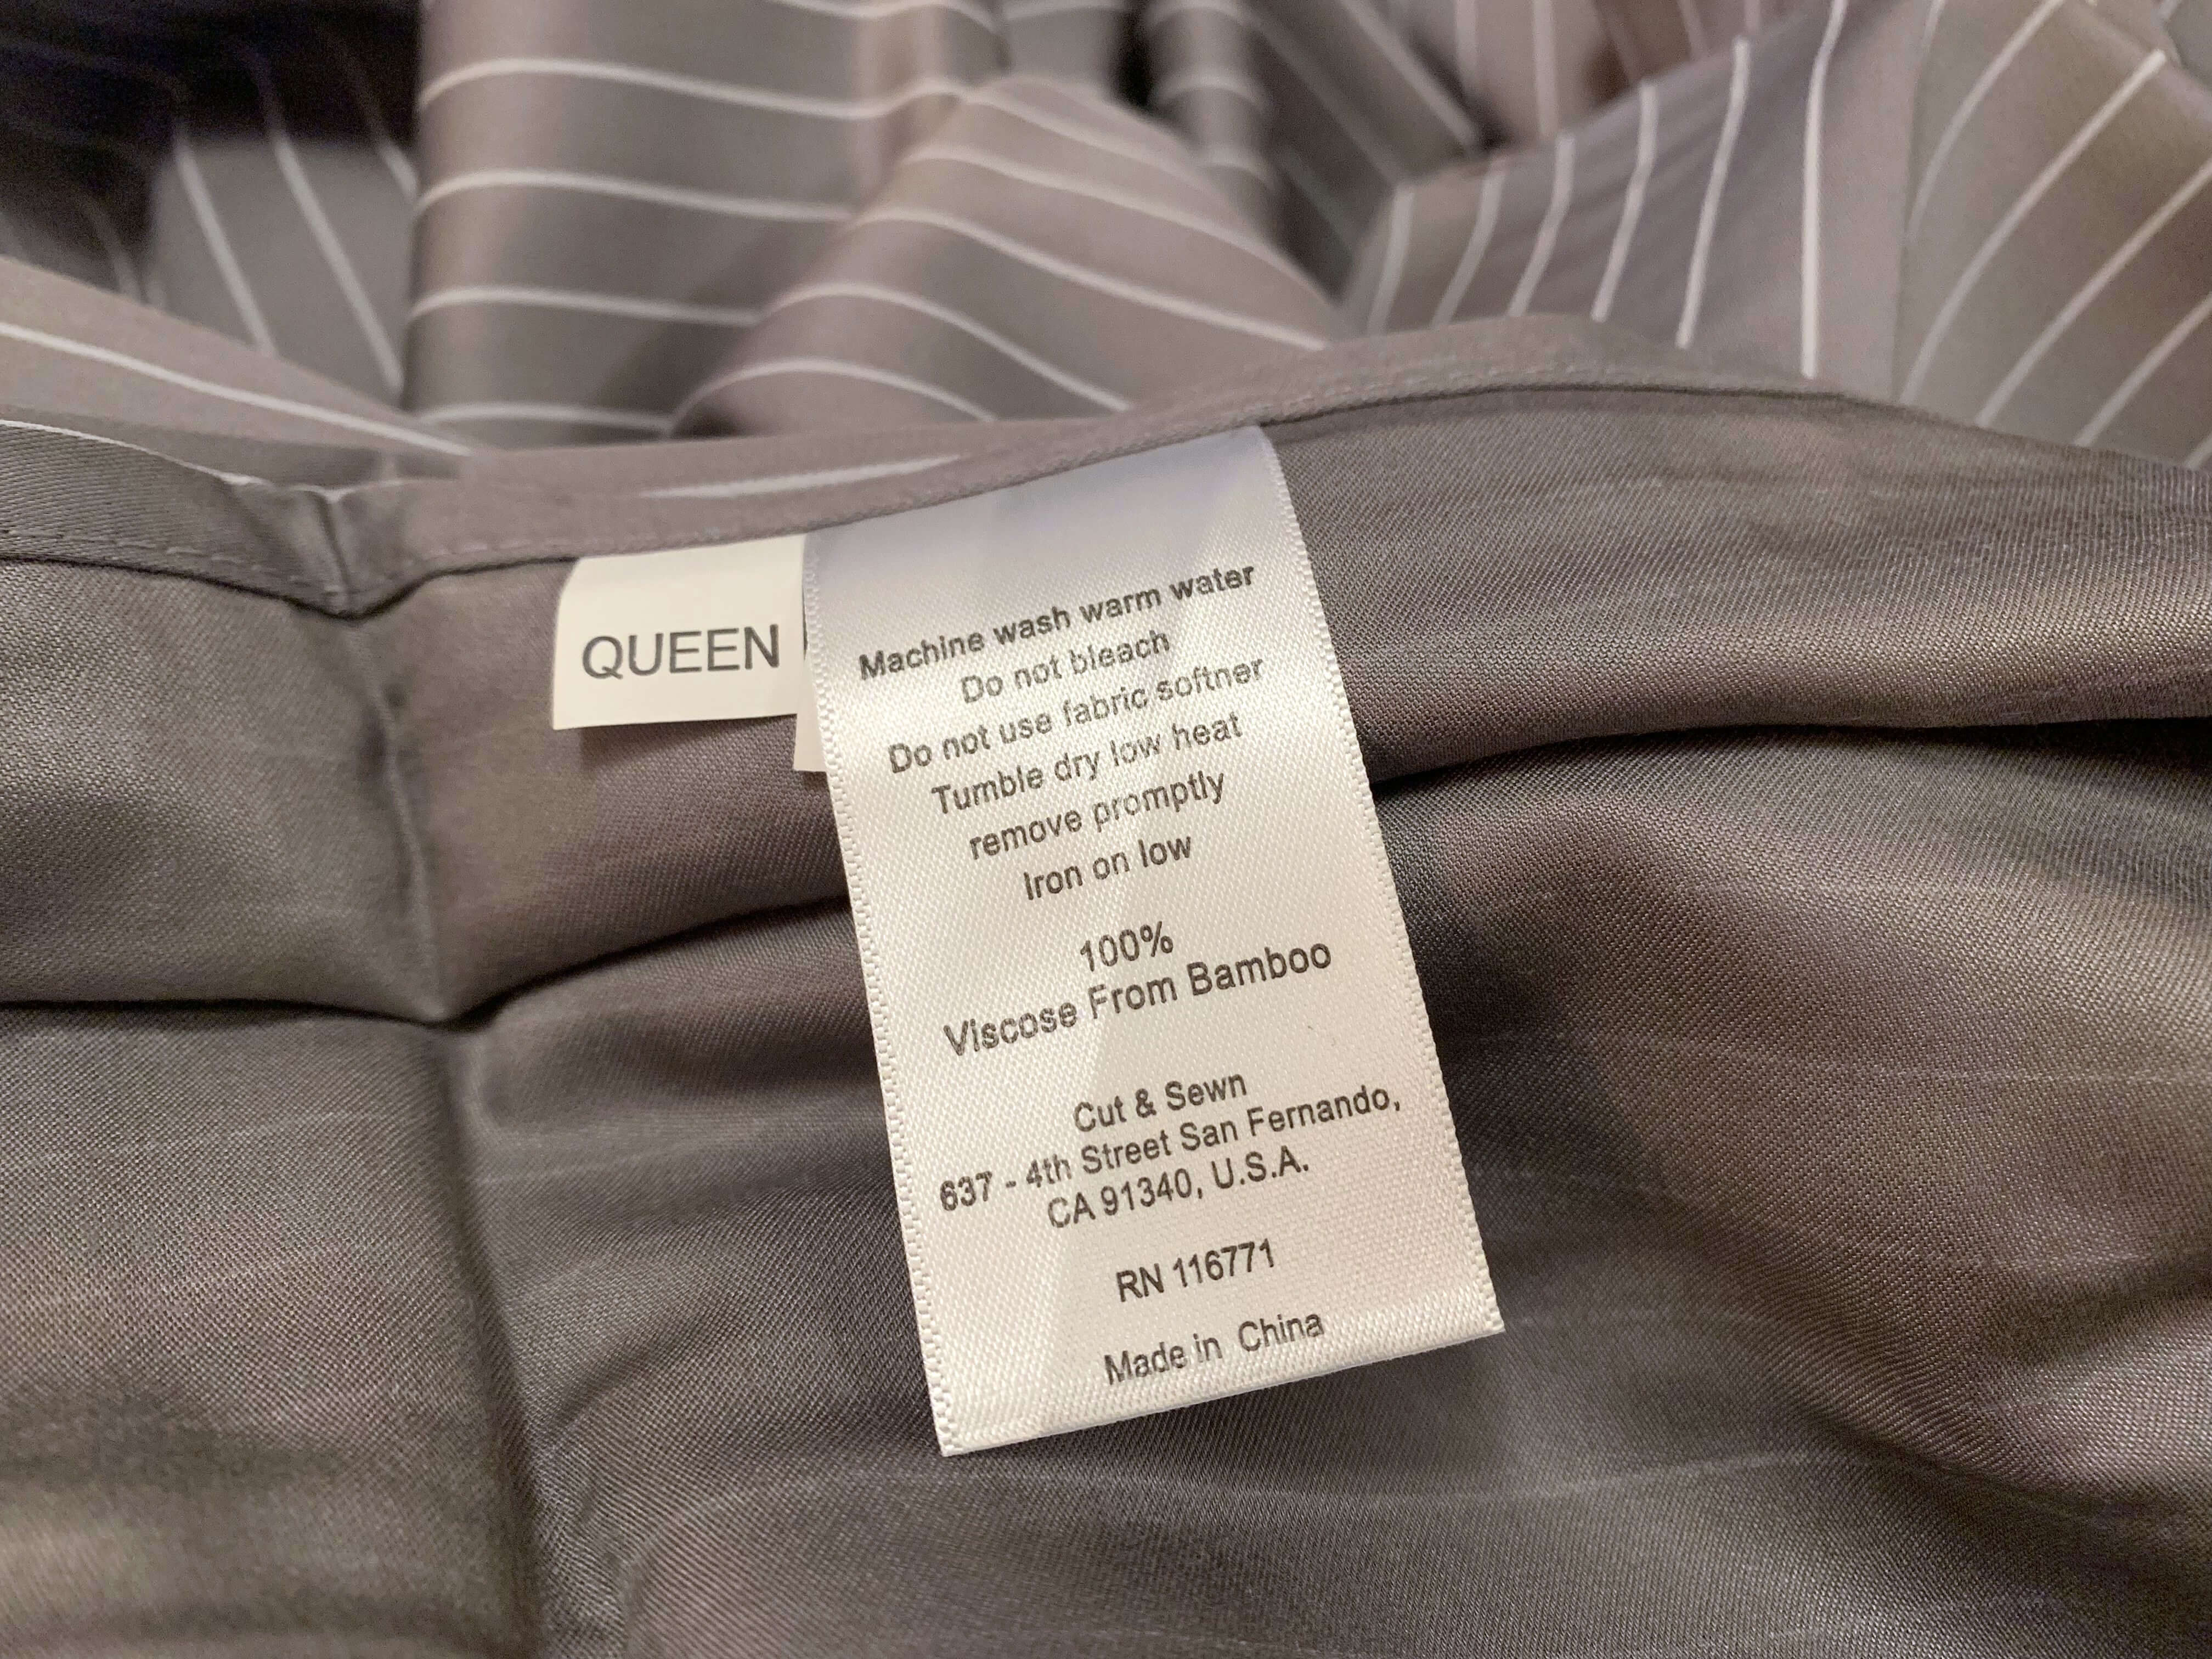 QUEEN
Machine wash warm water
Do not bleach
Do not use fabric softner
Tumble dry low heat
remove promptly
Iron on low
100%
Viscose From Bamboo
Cut & Sewn
637 - 4th Street San Fernando,
CA 91340, U.S.A.
RN 116771
Made in China